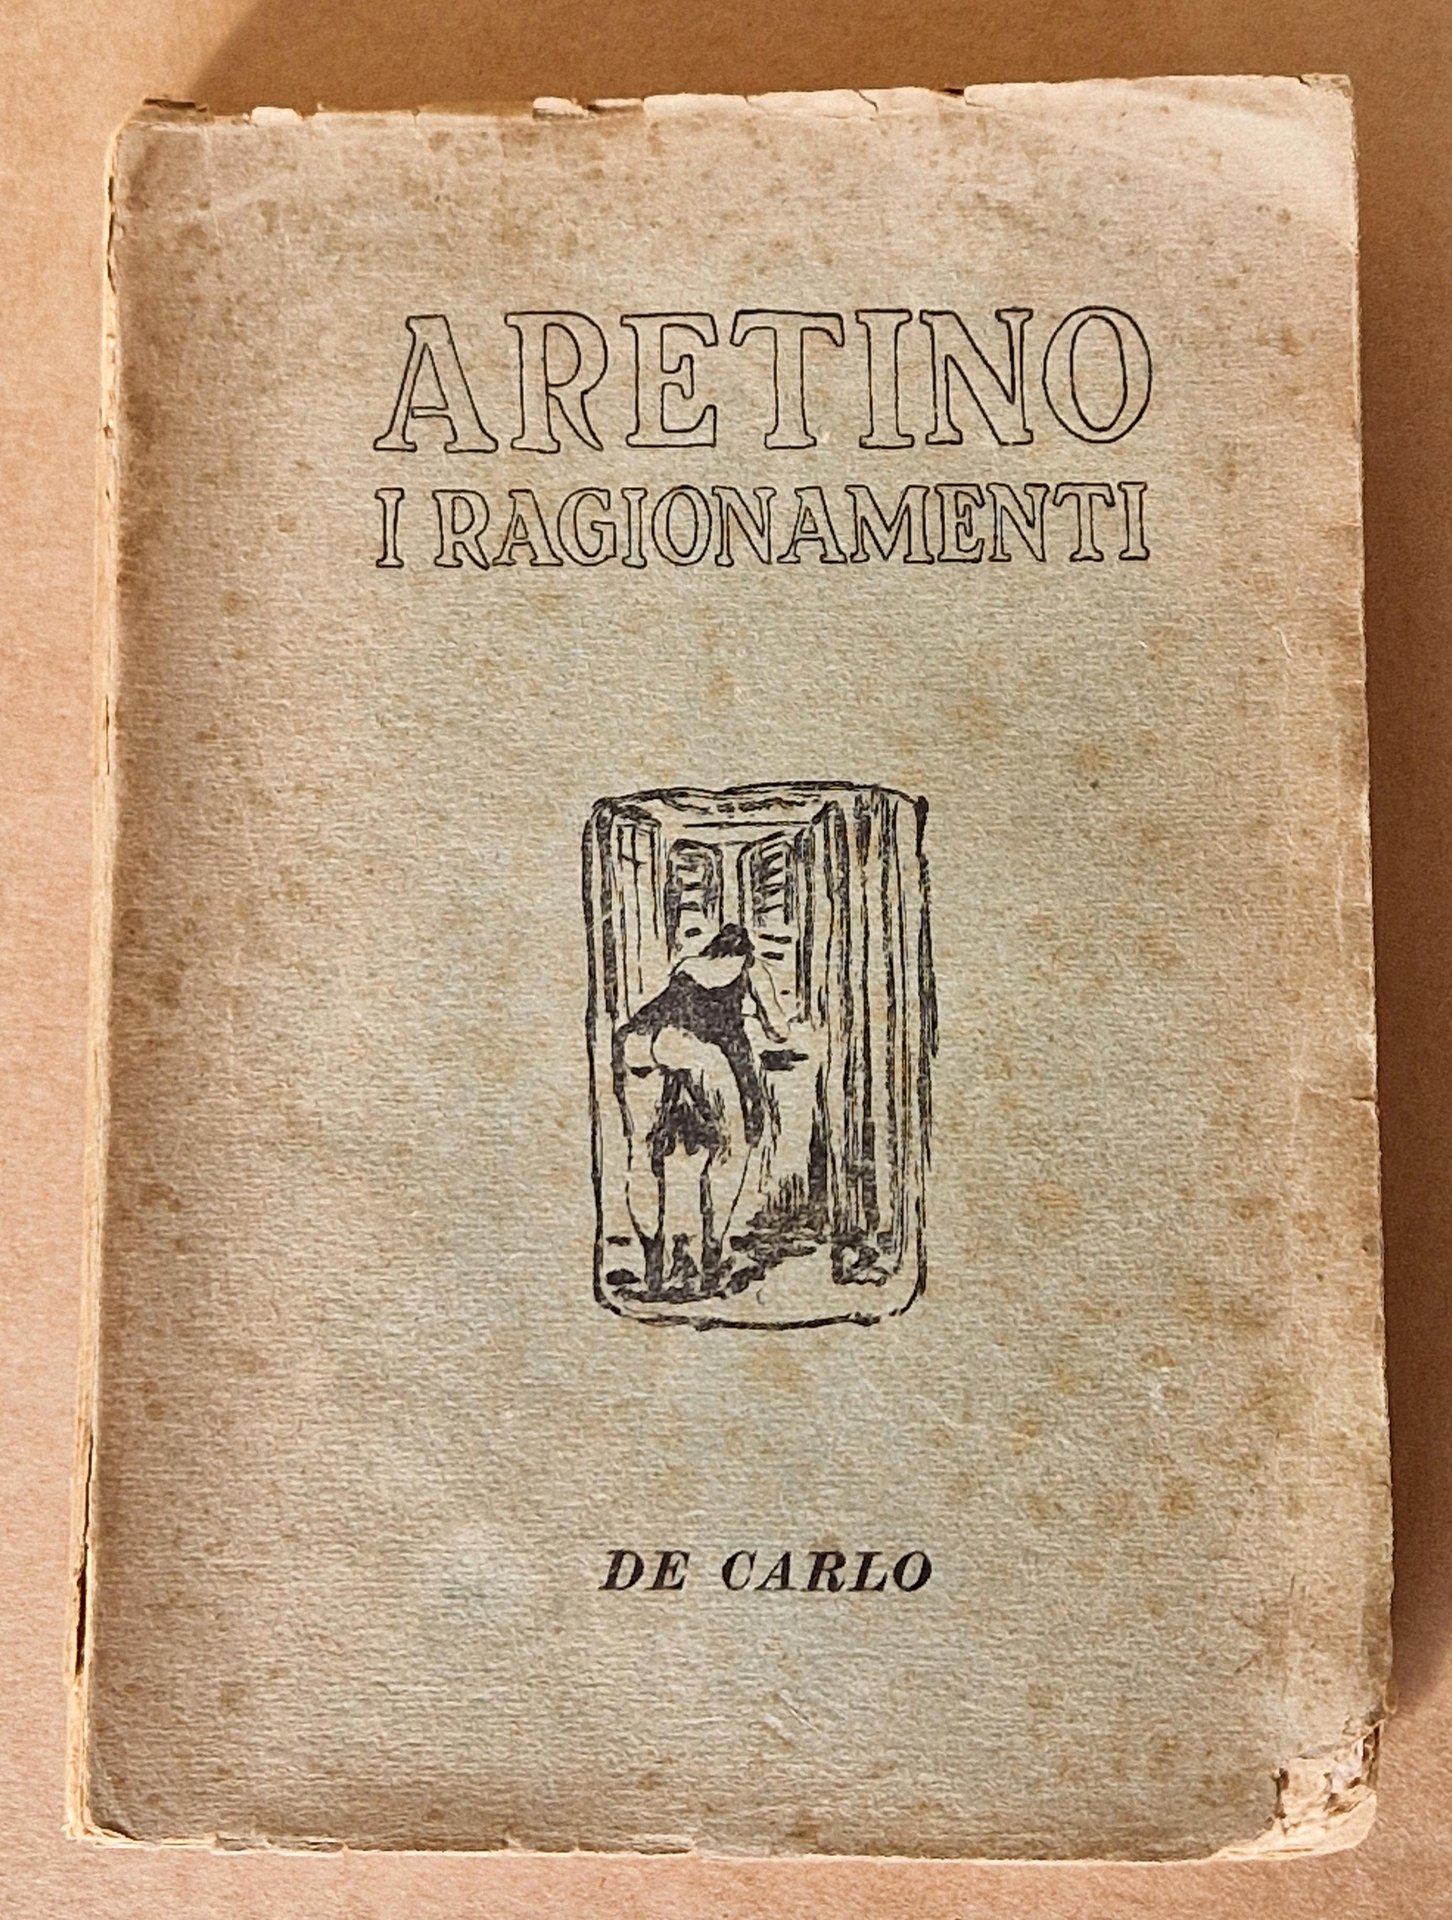 ARETINO
I RAGIONAMENTI
DE CARLO